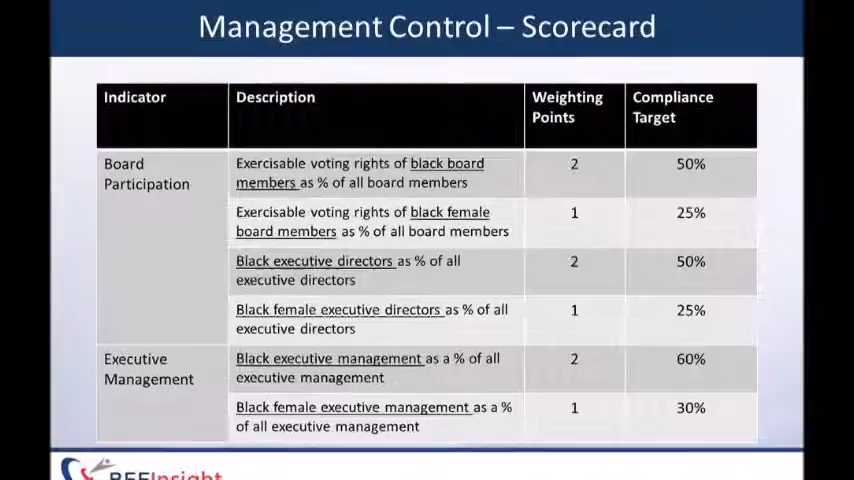 Management Control – Scorecard
Indicator Description Weighting Points Compliance Target
Board Participation
Exercisable voting rights of black board
members as % of all board members
2 50%
Exercisable voting rights of black female
board members as % of all board members
1 25%
Black executive directors as % of all
executive directors
2 50%
Black female executive directors as % of all
executive directors
1 25%
Executive Management
Black executive management as a % of all
executive management
2 60%
Black female executive management as a %
of all executive management
1 30%
BEEInsight